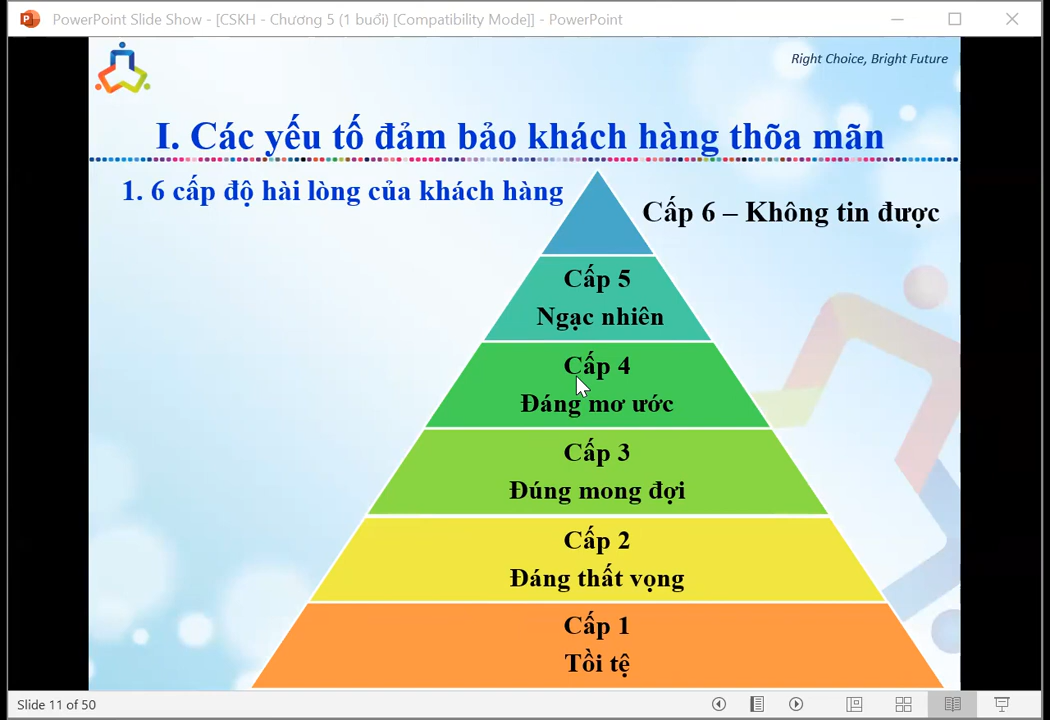 PowerPoint Slide Show - [CSKH - Chương 5 (1 buổi) [Compatibility Mode]] - PowerPoint
Right Choice, Bright Future
I. Các yếu tố đảm bảo khách hàng thõa mãn
1. 6 cấp độ hài lòng của khách hàng
Cấp 6 – Không tin được
Cấp 5
Ngạc nhiên
Cấp 4
Đáng mơ ước
Cấp 3
Đúng mong đợi
Cấp 2
Đáng thất vọng
Cấp 1
Tồi tệ
Slide 11 of 50